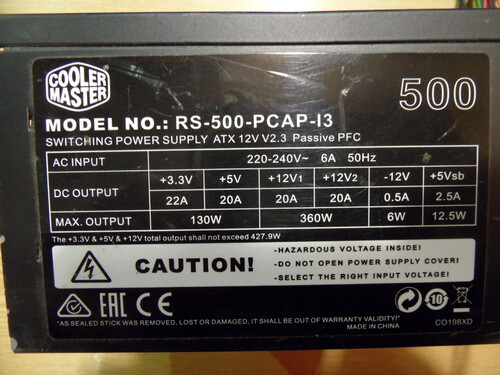 COOLER
MASTER
500
MODEL NO.: RS-500-PCAP-I3
SWITCHING POWER SUPPLY ATX 12V V2.3 Passive PFC
AC INPUT 220-240V~ 6A 50Hz
DC OUTPUT +3.3V +5V +12V1 +12V2 -12V +5Vsb
22A 20A 20A 20A 0.5A 2.5A
MAX. OUTPUT 130W 360W 6W 12.5W
The +3.3V & +5V & +12V total output shall not exceed 427.9W
CAUTION!
-HAZARDOUS VOLTAGE INSIDE!
-DO NOT OPEN POWER SUPPLY COVER!
-SELECT THE RIGHT INPUT VOLTAGE!
EAC CE 10
"AS SEALED STICK WAS REMOVED, LOST OR DAMAGED, IT SHALL BE OUT OF WARRANTY"
MADE IN CHINA
CO198XD